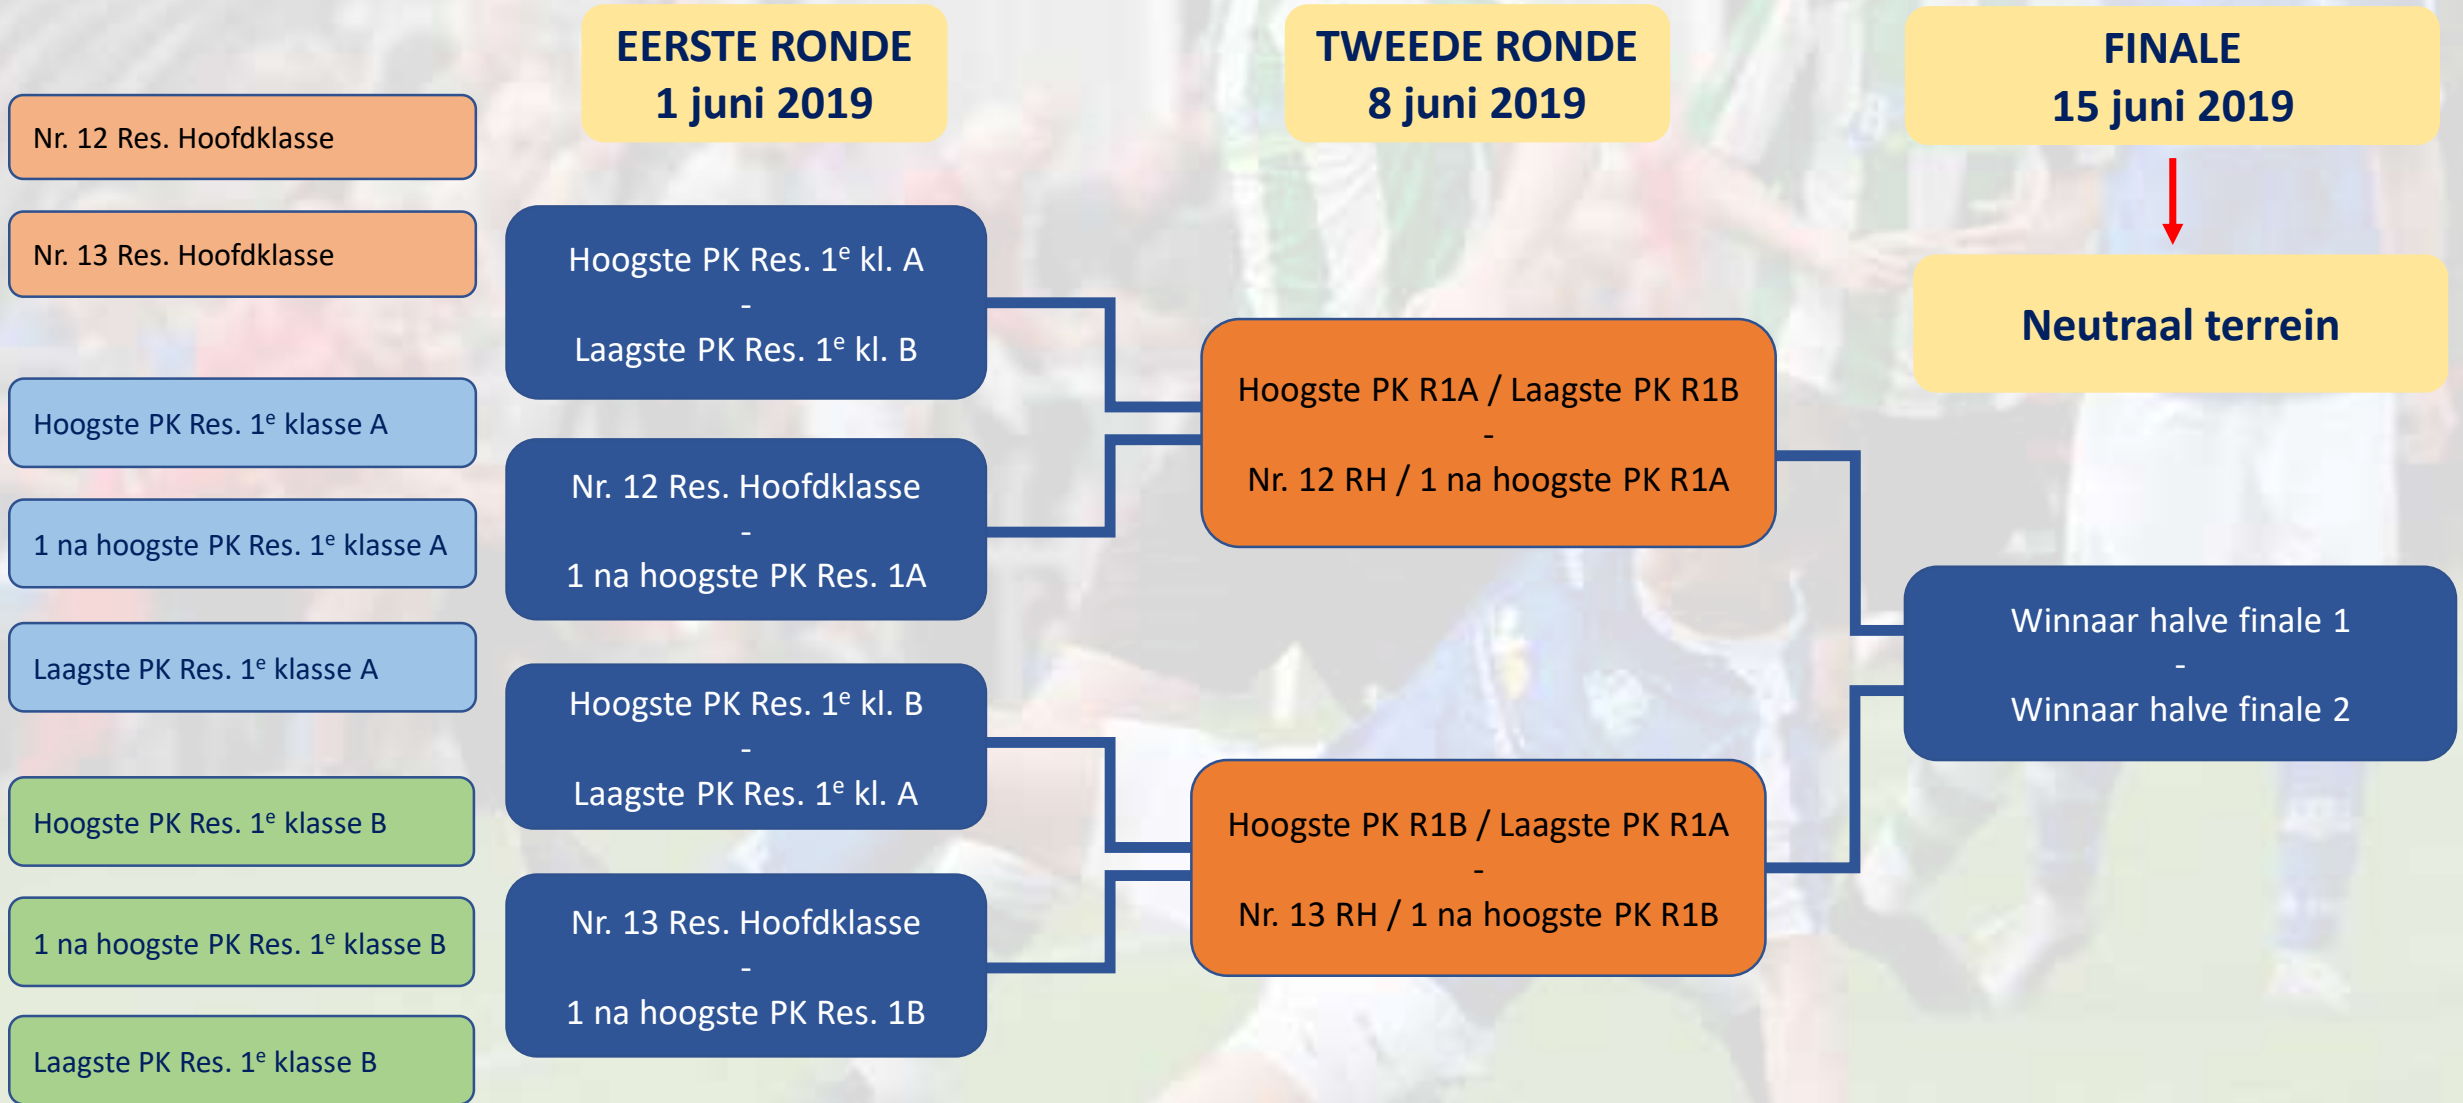 Nr. 12 Res. Hoofdklasse
Nr. 13 Res. Hoofdklasse
Hoogste PK Res. 1e klasse A
1 na hoogste PK Res. 1e klasse A
Laagste PK Res. 1e klasse A
Hoogste PK Res. 1e klasse B
1 na hoogste PK Res. 1e klasse B
Laagste PK Res. 1e klasse B
EERSTE RONDE
1 juni 2019
Hoogste PK Res. 1e kl. A
-
Laagste PK Res. 1e kl. B
Nr. 12 Res. Hoofdklasse
-
1 na hoogste PK Res. 1A
Hoogste PK Res. 1e kl. B
-
Laagste PK Res. 1e kl. A
Nr. 13 Res. Hoofdklasse
-
1 na hoogste PK Res. 1B
TWEEDE RONDE
8 juni 2019
Hoogste PK R1A / Laagste PK R1B
-
Nr. 12 RH / 1 na hoogste PK R1A
Hoogste PK R1B / Laagste PK R1A
-
Nr. 13 RH / 1 na hoogste PK R1B
FINALE
15 juni 2019
Neutraal terrein
Winnaar halve finale 1
-
Winnaar halve finale 2